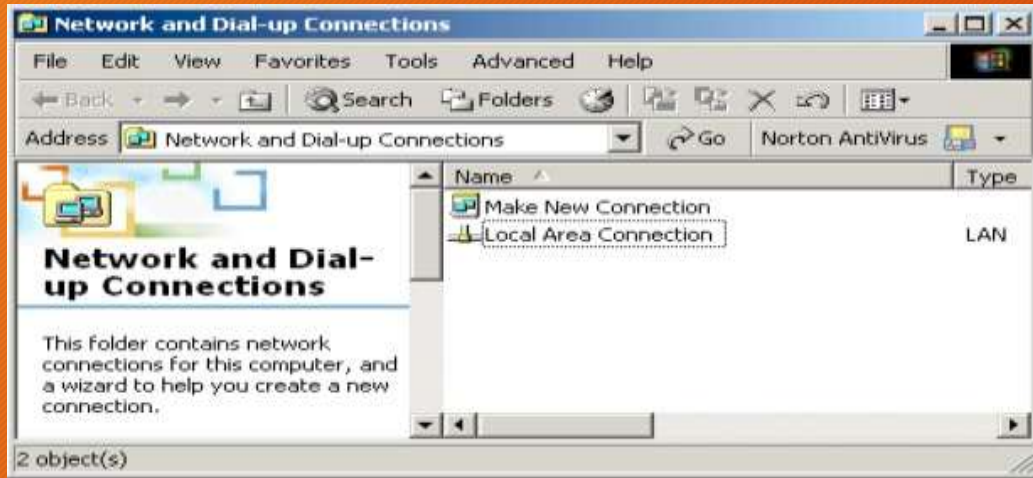 Network and Dial-up Connections
File Edit View Favorites Tools Advanced Help
Back Search Folders
Address Network and Dial-up Connections Go Norton AntiVirus
Name Type
Make New Connection
Local Area Connection LAN
Network and Dial-
up Connections
This folder contains network
connections for this computer, and
a wizard to help you create a new
connection.
2 object(s)